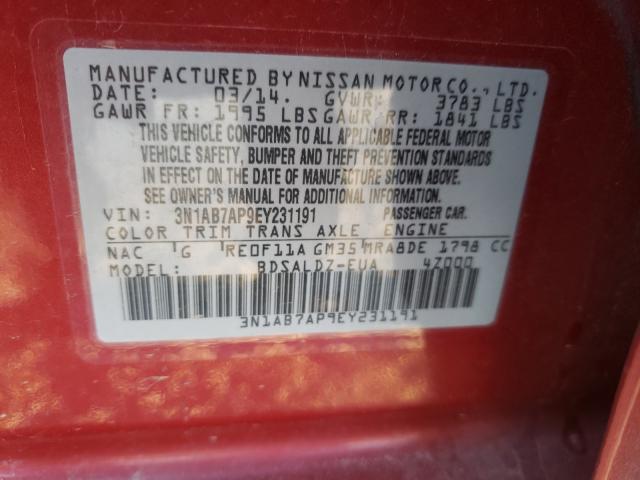 MANUFACTURED BY NISSAN MOTOR CO., LTD.
DATE: 03/14. GVWR: 3783 LBS
GAWR FR: 1995 LBS GAWR RR: 1841 LBS
THIS VEHICLE CONFORMS TO ALL APPLICABLE FEDERAL MOTOR
VEHICLE SAFETY, BUMPER AND THEFT PREVENTION STANDARDS
IN EFFECT ON THE DATE OF MANUFACTURE SHOWN ABOVE.
SEE OWNER'S MANUAL FOR ADDITIONAL INFORMATION.
VIN: 3N1AB7AP9EY231191 PASSENGER CAR.
COLOR TRIM TRANS AXLE ENGINE
NAC G RE0F11A GM35 MRA8DE 1798 CC
MODEL: BDSALDZ-EUA 4Z000
3N1AB7AP9EY231191